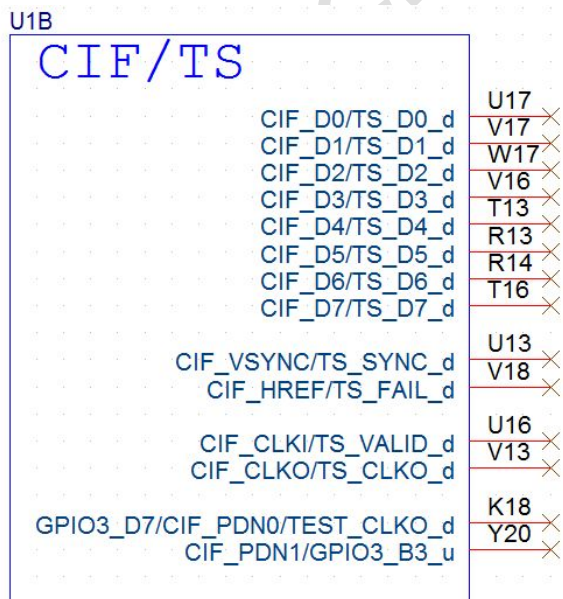 U1B
CIF/TS
CIF_D0/TS_D0_d U17
CIF_D1/TS_D1_d V17
CIF_D2/TS_D2_d W17
CIF_D3/TS_D3_d V16
CIF_D4/TS_D4_d T13
CIF_D5/TS_D5_d R13
CIF_D6/TS_D6_d R14
CIF_D7/TS_D7_d T16
CIF_VSYNC/TS_SYNC_d U13
CIF_HREF/TS_FAIL_d V18
CIF_CLKI/TS_VALID_d U16
CIF_CLKO/TS_CLKO_d V13
GPIO3_D7/CIF_PDN0/TEST_CLKO_d K18
CIF_PDN1/GPIO3_B3_u Y20